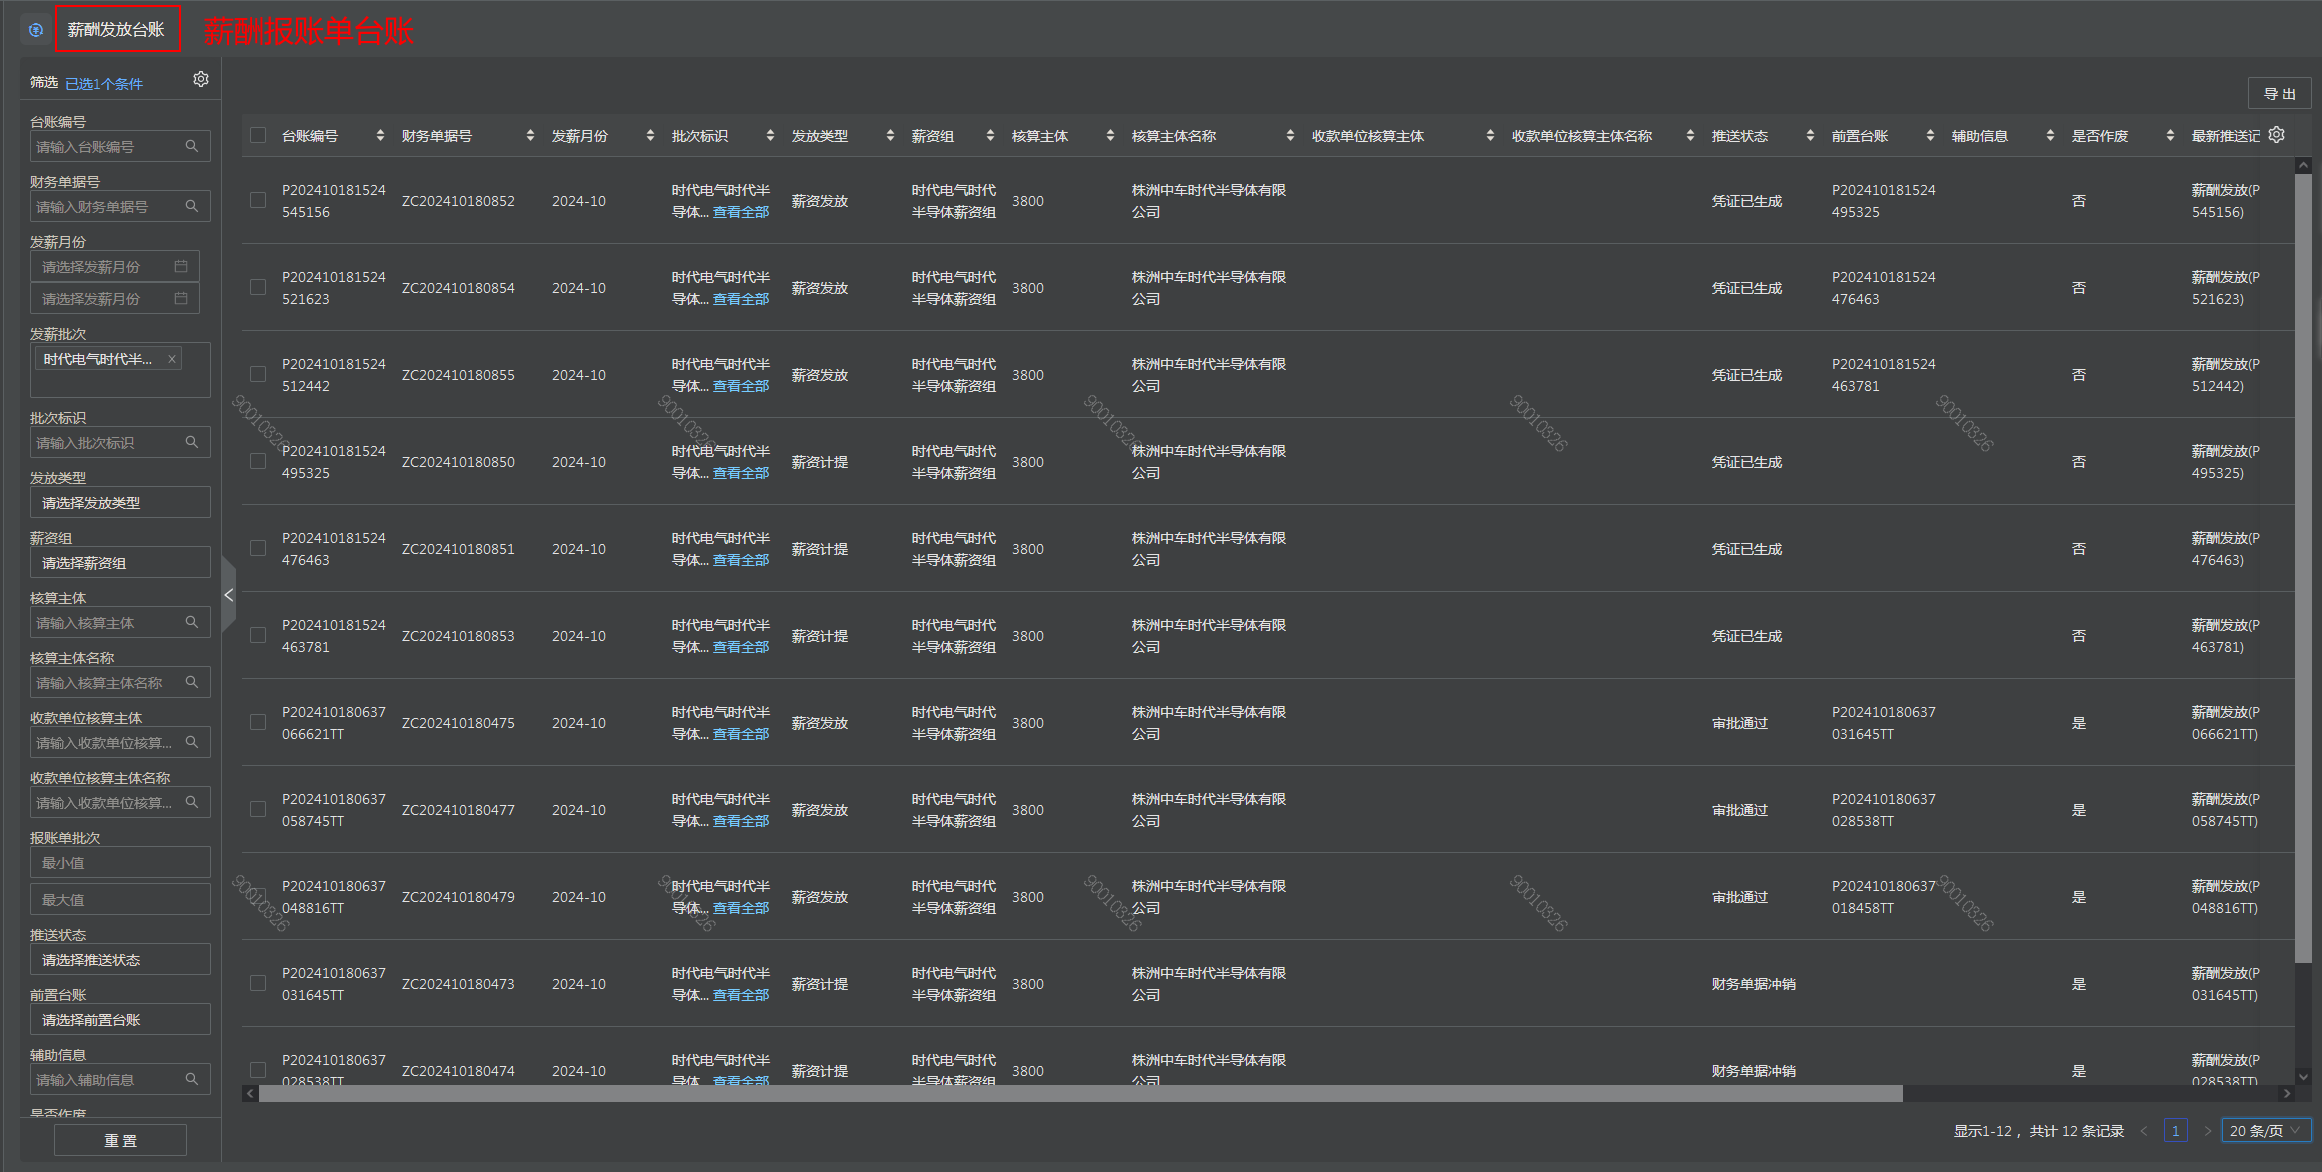 薪酬发放台账
薪酬报账单台账
筛选 已选1个条件
台账编号
请输入台账编号
财务单据号
请输入财务单据号
发薪月份
请选择发薪月份
请选择发薪月份
发薪批次
时代电气时代半... ×
批次标识
请输入批次标识
发放类型
请选择发放类型
薪资组
请选择薪资组
核算主体
请输入核算主体
核算主体名称
请输入核算主体名称
收款单位核算主体
请输入收款单位核算...
收款单位核算主体名称
请输入收款单位核算...
报账单批次
最小值
最大值
推送状态
请选择推送状态
前置台账
请选择前置台账
辅助信息
请输入辅助信息
是否作废
重 置
导 出
台账编号 财务单据号 发薪月份 批次标识 发放类型 薪资组 核算主体 核算主体名称 收款单位核算主体 收款单位核算主体名称 推送状态 前置台账 辅助信息 是否作废 最新推送记
P202410181524 时代电气时代半 时代电气时代 株洲中车时代半导体有限 P202410181524 薪酬发放(P
ZC202410180852 2024-10 薪资发放 3800 凭证已生成 否
545156 导体... 查看全部 半导体薪资组 公司 495325 545156)
P202410181524 时代电气时代半 时代电气时代 株洲中车时代半导体有限 P202410181524 薪酬发放(P
ZC202410180854 2024-10 薪资发放 3800 凭证已生成 否
521623 导体... 查看全部 半导体薪资组 公司 476463 521623)
P202410181524 时代电气时代半 时代电气时代 株洲中车时代半导体有限 P202410181524 薪酬发放(P
ZC202410180855 2024-10 薪资发放 3800 凭证已生成 否
512442 导体... 查看全部 半导体薪资组 公司 463781 512442)
90010326 90010326 90010326 90010326 90010326
P202410181524 时代电气时代半 时代电气时代 株洲中车时代半导体有限 薪酬发放(P
ZC202410180850 2024-10 薪资计提 3800 凭证已生成 否
495325 导体... 查看全部 半导体薪资组 公司 495325)
P202410181524 时代电气时代半 时代电气时代 株洲中车时代半导体有限 薪酬发放(P
ZC202410180851 2024-10 薪资计提 3800 凭证已生成 否
476463 导体... 查看全部 半导体薪资组 公司 476463)
P202410181524 时代电气时代半 时代电气时代 株洲中车时代半导体有限 薪酬发放(P
ZC202410180853 2024-10 薪资计提 3800 凭证已生成 否
463781 导体... 查看全部 半导体薪资组 公司 463781)
P202410180637 时代电气时代半 时代电气时代 株洲中车时代半导体有限 P202410180637 薪酬发放(P
ZC202410180475 2024-10 薪资发放 3800 审批通过 是
066621TT 导体... 查看全部 半导体薪资组 公司 031645TT 066621TT)
P202410180637 时代电气时代半 时代电气时代 株洲中车时代半导体有限 P202410180637 薪酬发放(P
ZC202410180477 2024-10 薪资发放 3800 审批通过 是
058745TT 导体... 查看全部 半导体薪资组 公司 028538TT 058745TT)
P202410180637 时代电气时代半 时代电气时代 株洲中车时代半导体有限 P202410180637 薪酬发放(P
ZC202410180479 2024-10 薪资发放 3800 审批通过 是
048816TT 导体... 查看全部 半导体薪资组 公司 018458TT 048816TT)
90010326 90010326 90010326 90010326 90010326
P202410180637 时代电气时代半 时代电气时代 株洲中车时代半导体有限 薪酬发放(P
ZC202410180473 2024-10 薪资计提 3800 财务单据冲销 是
031645TT 导体... 查看全部 半导体薪资组 公司 031645TT)
P202410180637 时代电气时代半 时代电气时代 株洲中车时代半导体有限 薪酬发放(P
ZC202410180474 2024-10 薪资计提 3800 财务单据冲销 是
028538TT 导体... 查看全部 半导体薪资组 公司 028538TT)
显示1-12 ，共计 12 条记录 < 1 > 20 条/页